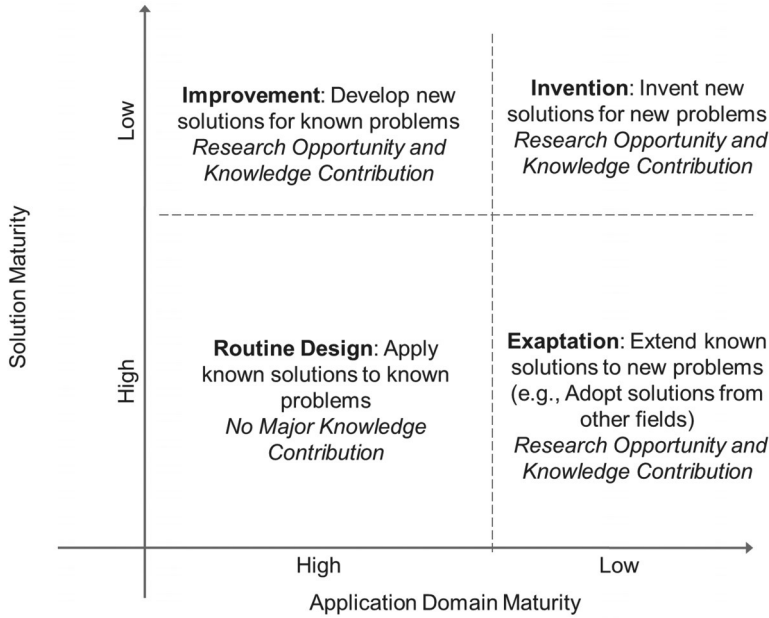 Improvement: Develop new
solutions for known problems
Research Opportunity and
Knowledge Contribution
Invention: Invent new
solutions for new problems
Research Opportunity and
Knowledge Contribution
Routine Design: Apply
known solutions to known
problems
No Major Knowledge
Contribution
Exaptation: Extend known
solutions to new problems
(e.g., Adopt solutions from
other fields)
Research Opportunity and
Knowledge Contribution
Solution Maturity
Low
High
High
Low
Application Domain Maturity